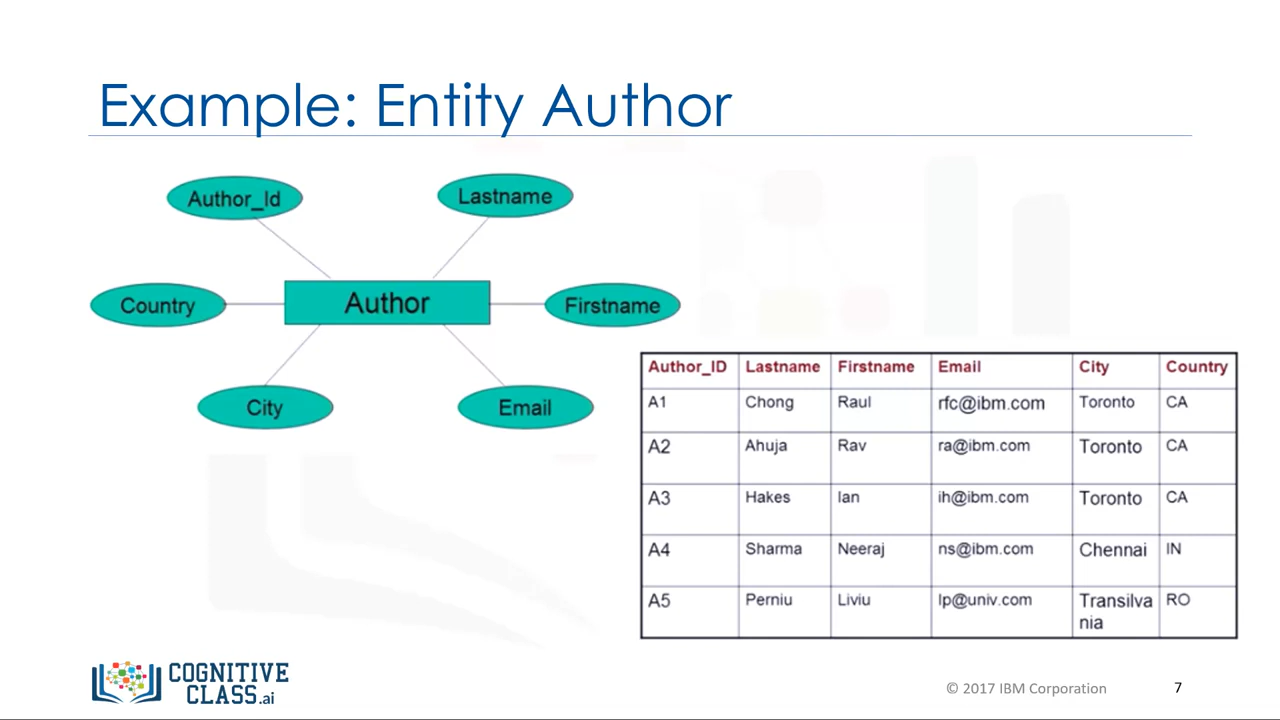 Example: Entity Author
Author_Id
Lastname
Country
Author
Firstname
City
Email
Author_ID Lastname Firstname Email City Country
A1 Chong Raul rfc@ibm.com Toronto CA
A2 Ahuja Rav ra@ibm.com Toronto CA
A3 Hakes Ian ih@ibm.com Toronto CA
A4 Sharma Neeraj ns@ibm.com Chennai IN
A5 Perniu Liviu lp@univ.com Transilva RO
nia
COGNITIVE
CLASS.ai
© 2017 IBM Corporation 7